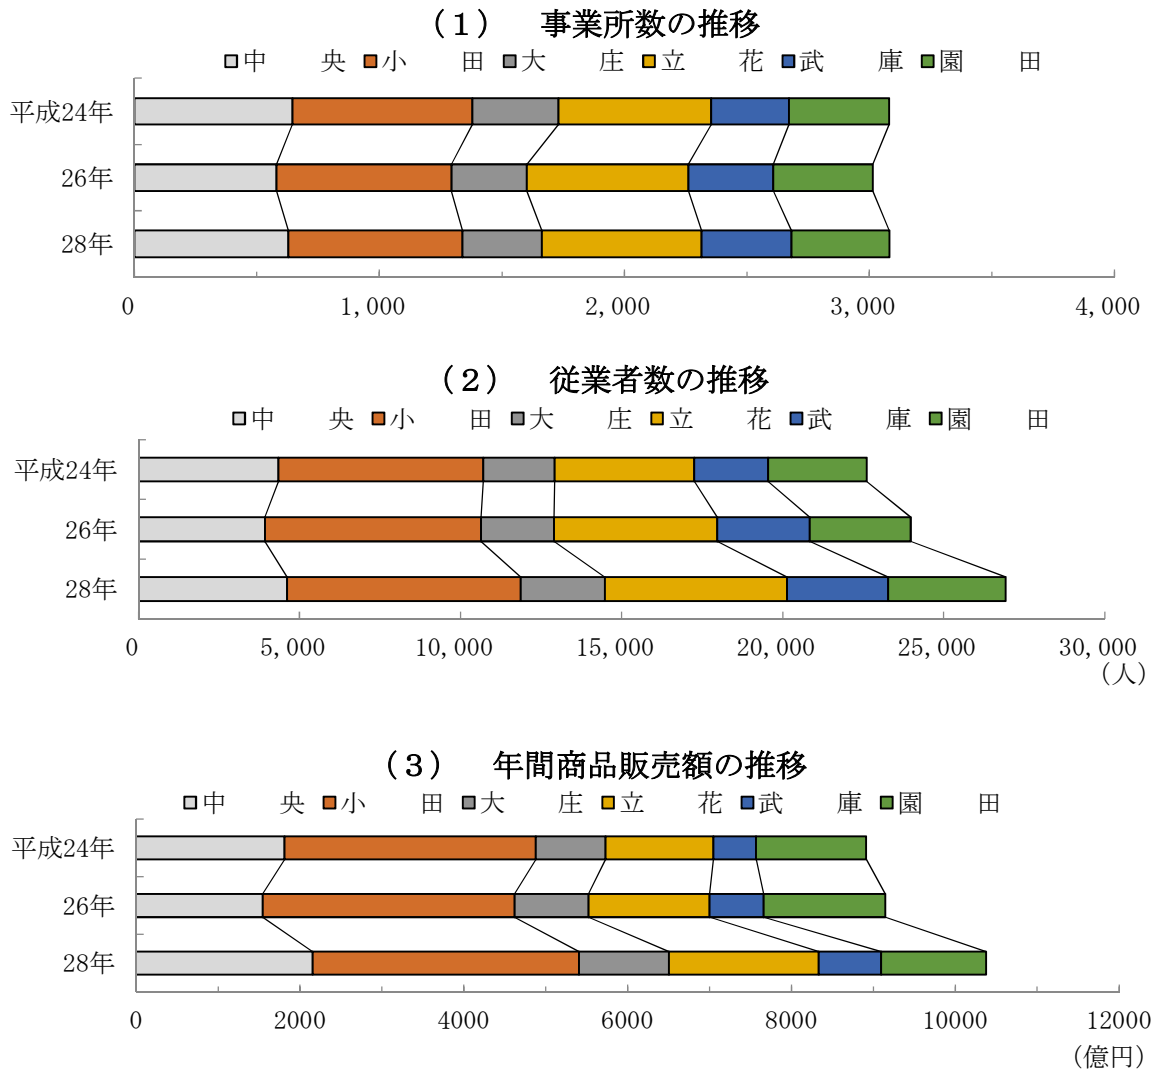 （１）　事業所数の推移
中　　央 小　　田 大　　庄 立　　花 武　　庫 園　　田
平成24年
26年
28年
0 1,000 2,000 3,000 4,000
（２）　従業者数の推移
中　　央 小　　田 大　　庄 立　　花 武　　庫 園　　田
平成24年
26年
28年
0 5,000 10,000 15,000 20,000 25,000 30,000
（人）
（３）　年間商品販売額の推移
中　　央 小　　田 大　　庄 立　　花 武　　庫 園　　田
平成24年
26年
28年
0 2000 4000 6000 8000 10000 12000
（億円）